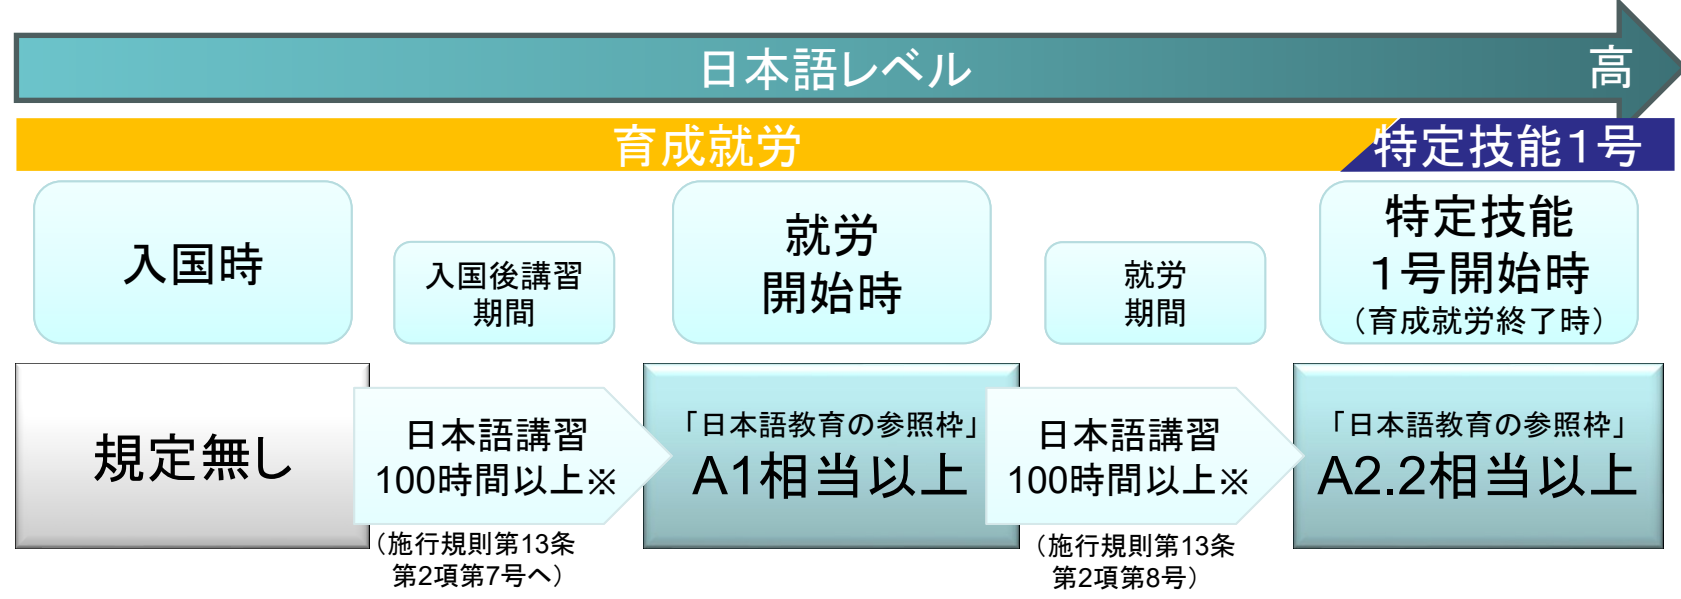 日本語レベル
高
育成就労
特定技能1号
入国時
入国後講習
期間
就労
開始時
就労
期間
特定技能
1号開始時
（育成就労終了時）
規定無し
日本語講習
100時間以上※
（施行規則第13条
第2項第7号へ）
「日本語教育の参照枠」
A1相当以上
日本語講習
100時間以上※
（施行規則第13条
第2項第8号）
「日本語教育の参照枠」
A2.2相当以上